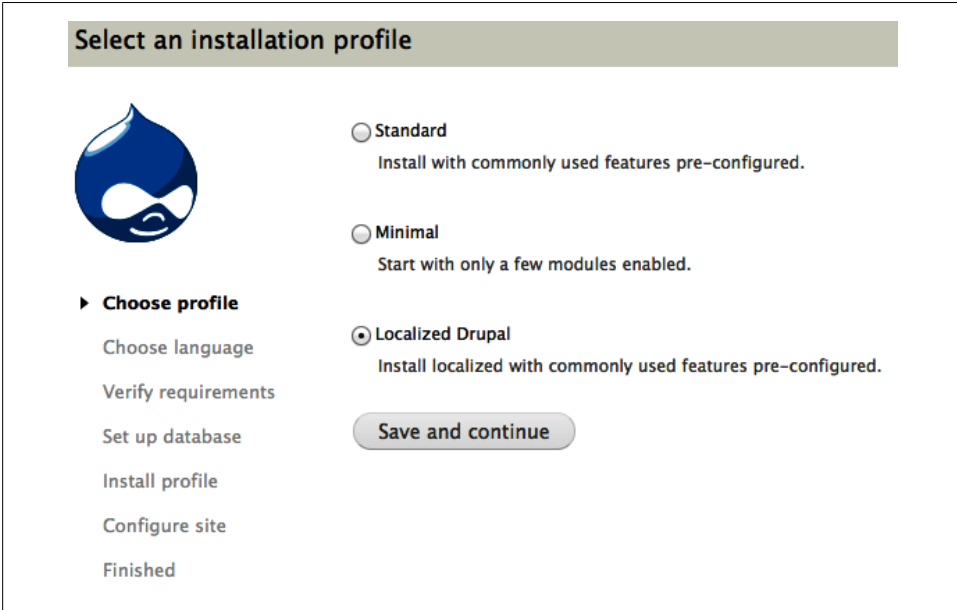 Select an installation profile
Standard
Install with commonly used features pre-configured.
Minimal
Start with only a few modules enabled.
Localized Drupal
Install localized with commonly used features pre-configured.
Save and continue
Choose profile
Choose language
Verify requirements
Set up database
Install profile
Configure site
Finished